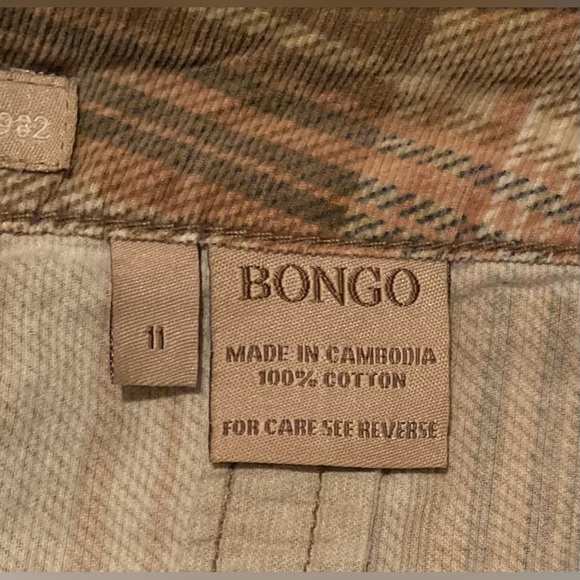 982
BONGO
11
MADE IN CAMBODIA
100% COTTON
FOR CARE SEE REVERSE